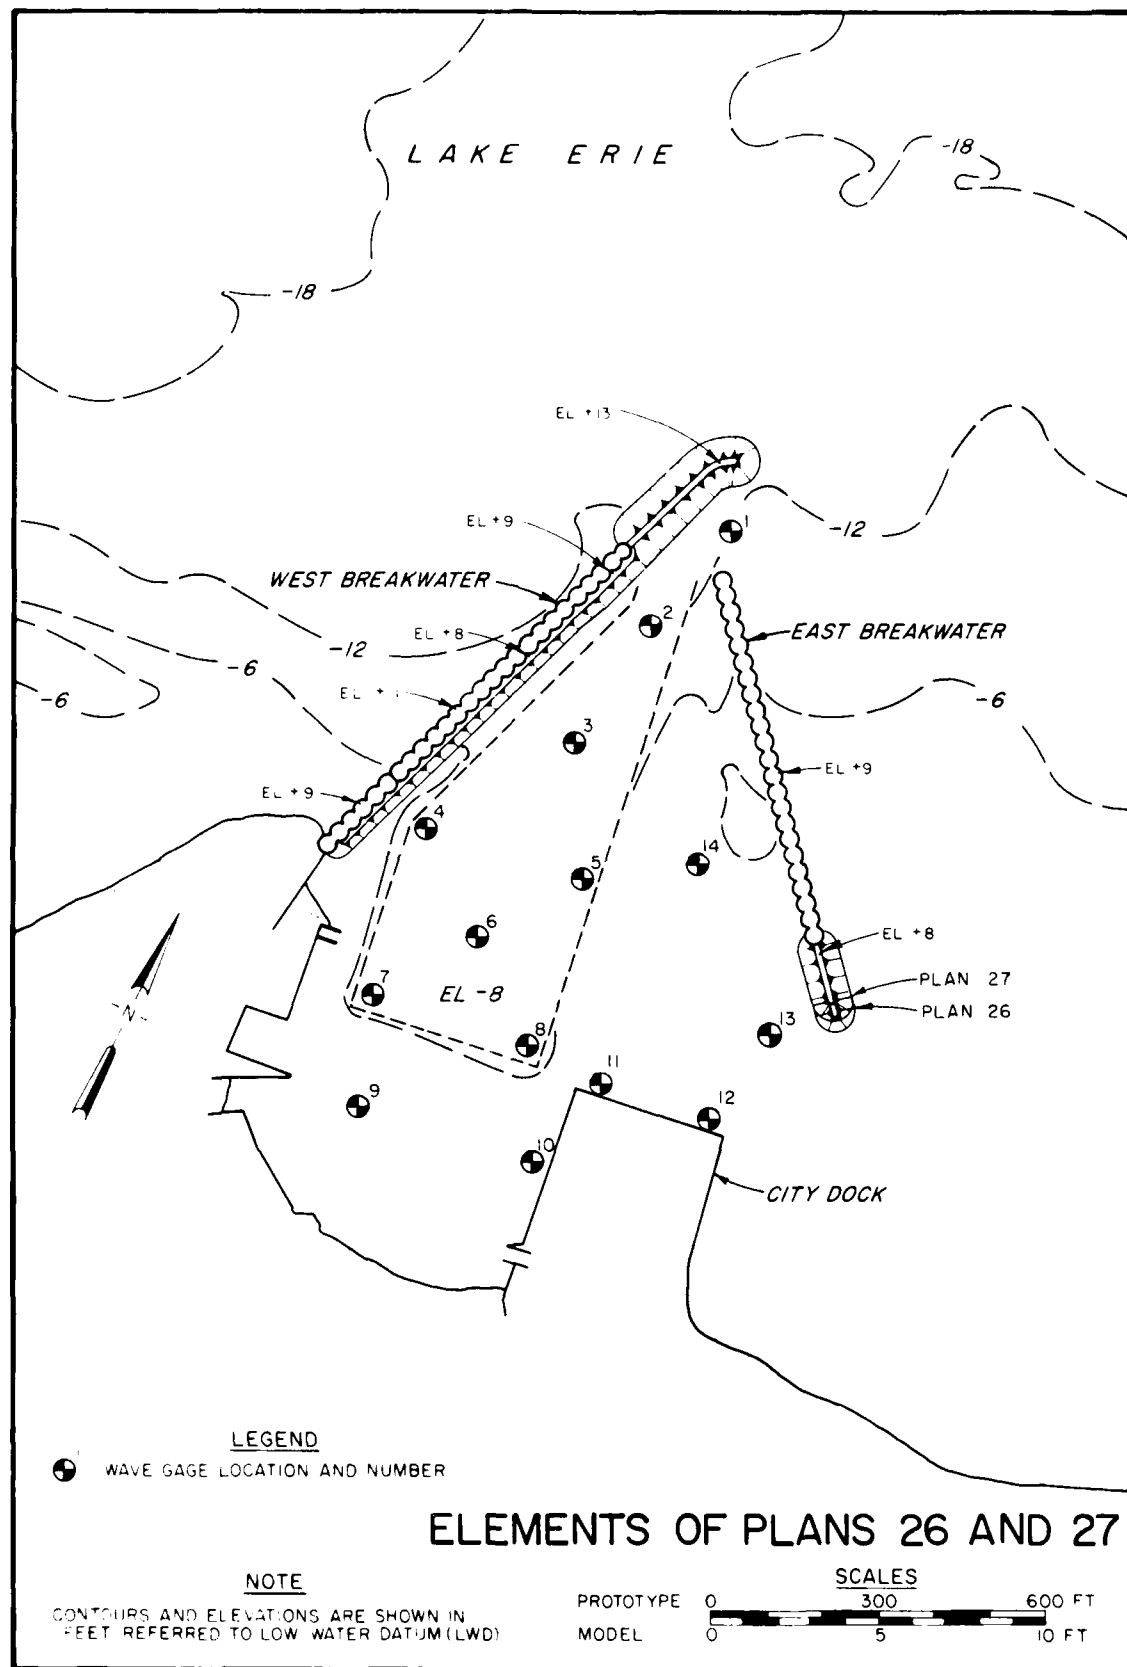 LAKE ERIE
-18
-18
EL +13
EL +9
1
-12
WEST BREAKWATER
2
EAST BREAKWATER
EL +8
-12
-6
-6
EL +
-6
3
EL +9
EL +9
4
14
5
6
EL +8
7
EL -8
PLAN 27
PLAN 26
N
8
13
11
9
12
10
CITY DOCK
LEGEND
WAVE GAGE LOCATION AND NUMBER
ELEMENTS OF PLANS 26 AND 27
NOTE
CONTOURS AND ELEVATIONS ARE SHOWN IN
FEET REFERRED TO LOW WATER DATUM (LWD)
SCALES
PROTOTYPE 0 300 600 FT
MODEL 0 5 10 FT